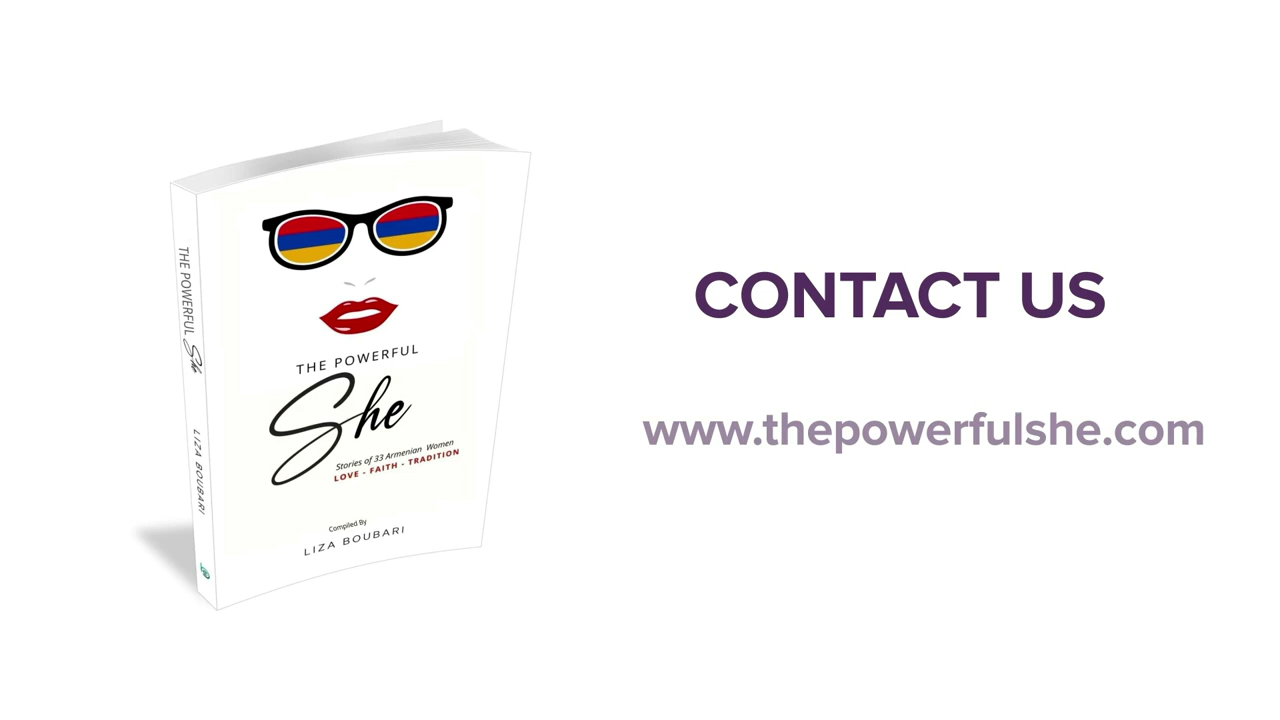 THE POWERFUL She
LIZA BOUBARI
THE POWERFUL
She
Stories of 33 Armenian Women
LOVE - FAITH - TRADITION
Compiled By
LIZA BOUBARI
CONTACT US
www.thepowerfulshe.com